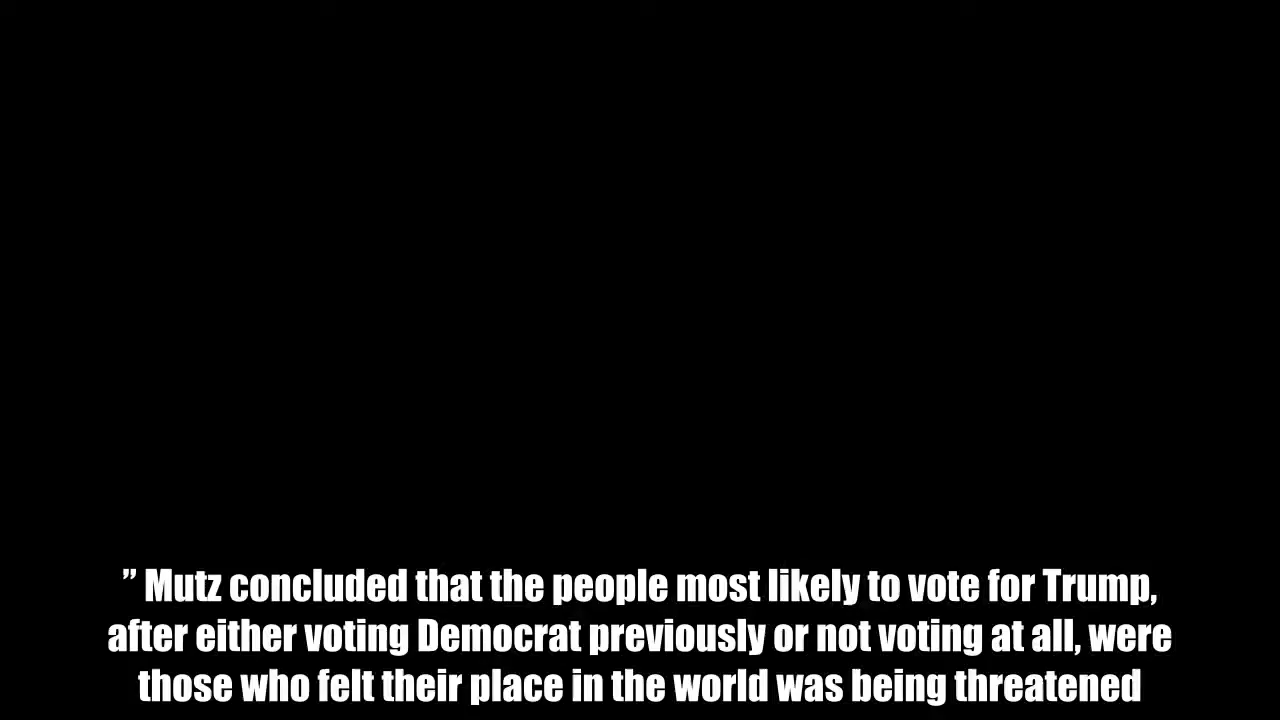 ” Mutz concluded that the people most likely to vote for Trump,
after either voting Democrat previously or not voting at all, were
those who felt their place in the world was being threatened